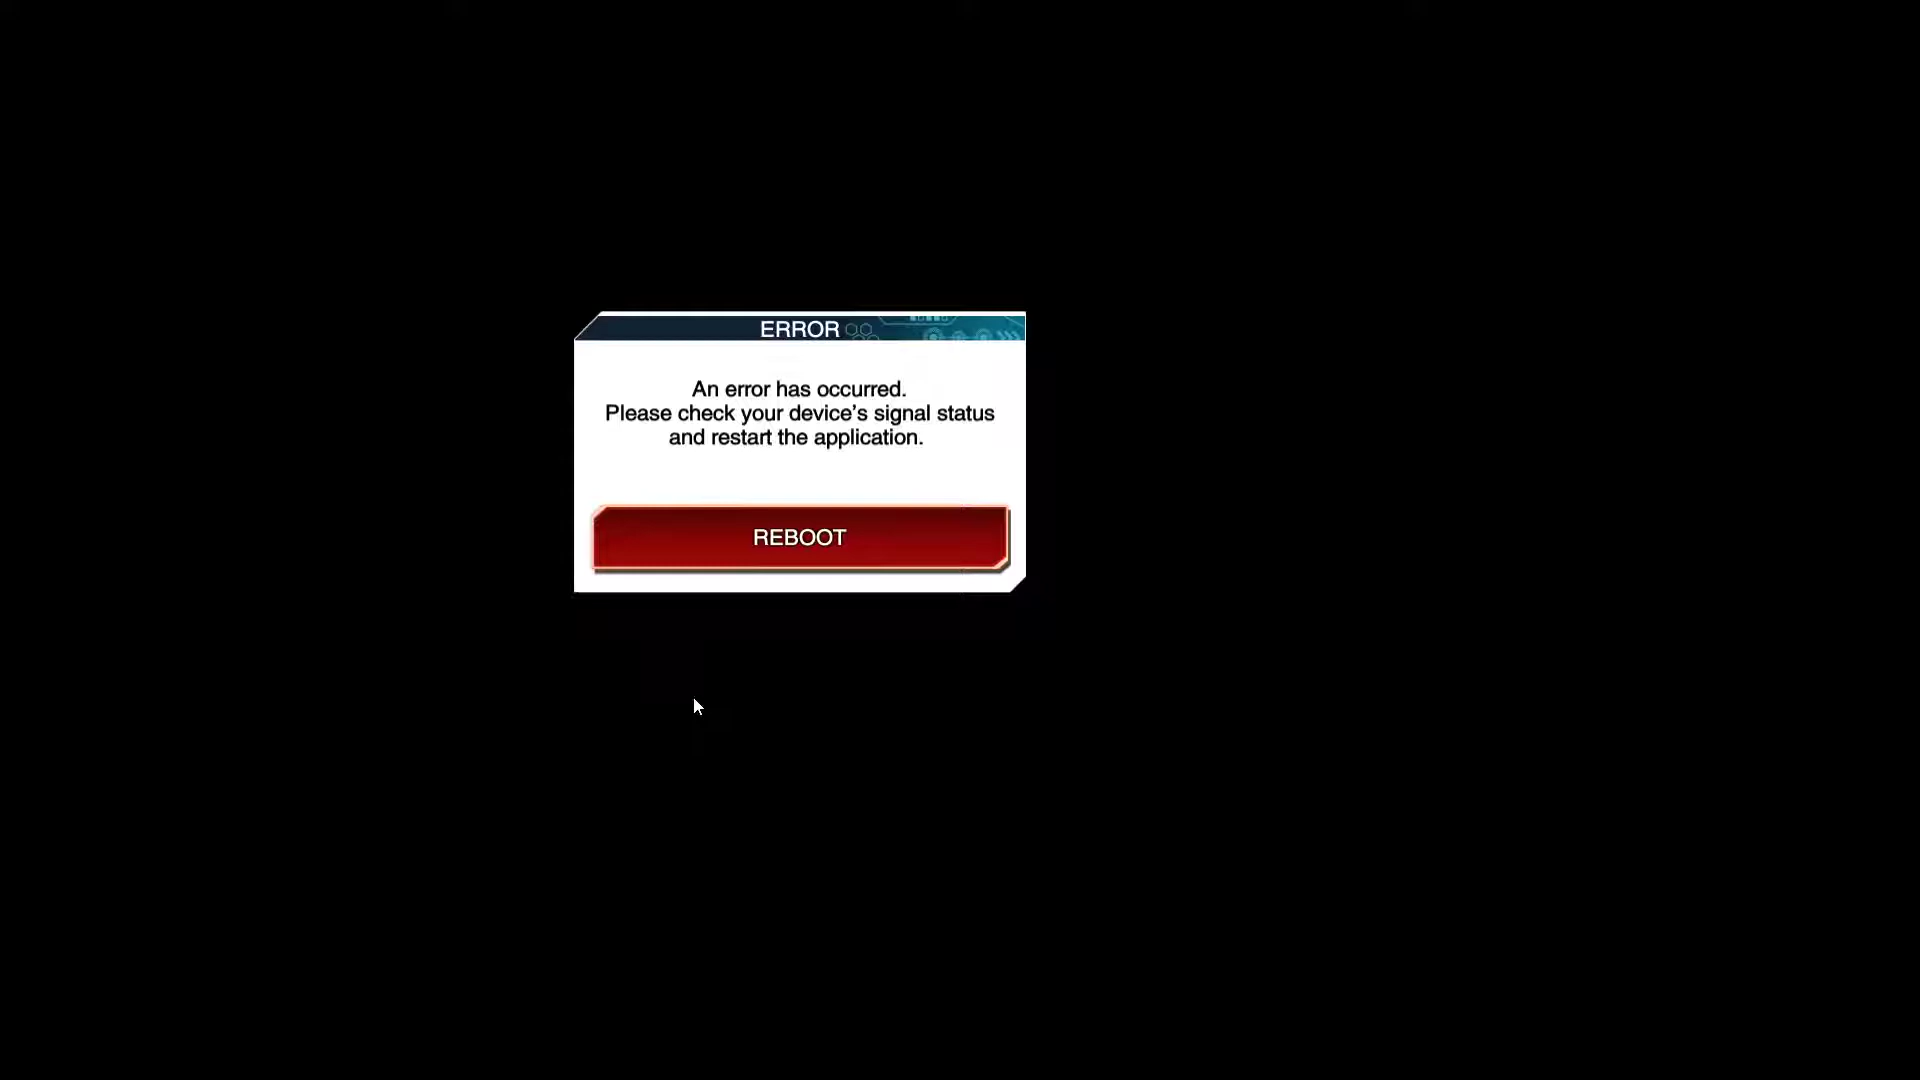 ERROR
An error has occurred.
Please check your device's signal status
and restart the application.
REBOOT